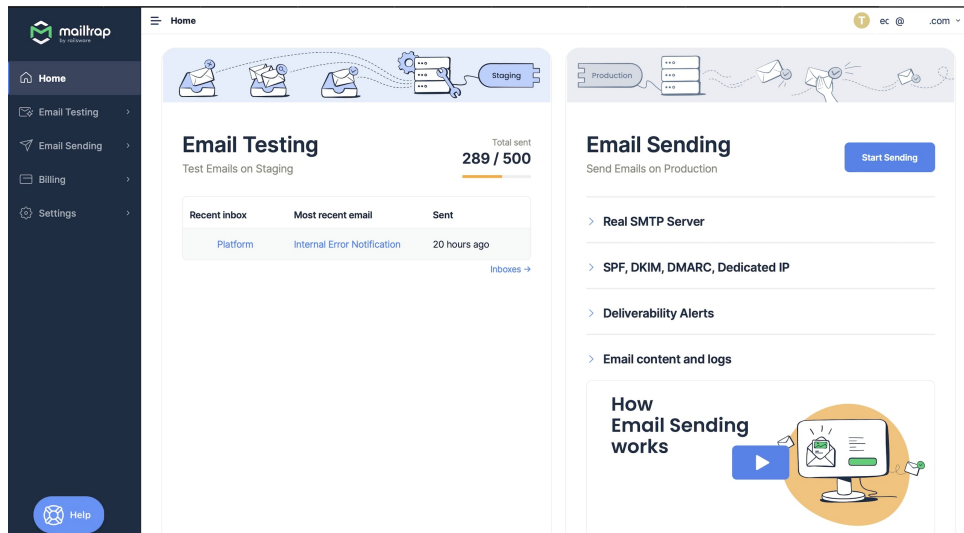 mailtrap
by railsware
Home
Email Testing
Email Sending
Billing
Settings
Help
Home
T ec @ .com
Staging
Email Testing
Test Emails on Staging
Total sent
289 / 500
Recent inbox Most recent email Sent
Platform Internal Error Notification 20 hours ago
Inboxes →
Production
Email Sending
Send Emails on Production
Start Sending
Real SMTP Server
SPF, DKIM, DMARC, Dedicated IP
Deliverability Alerts
Email content and logs
How
Email Sending
works